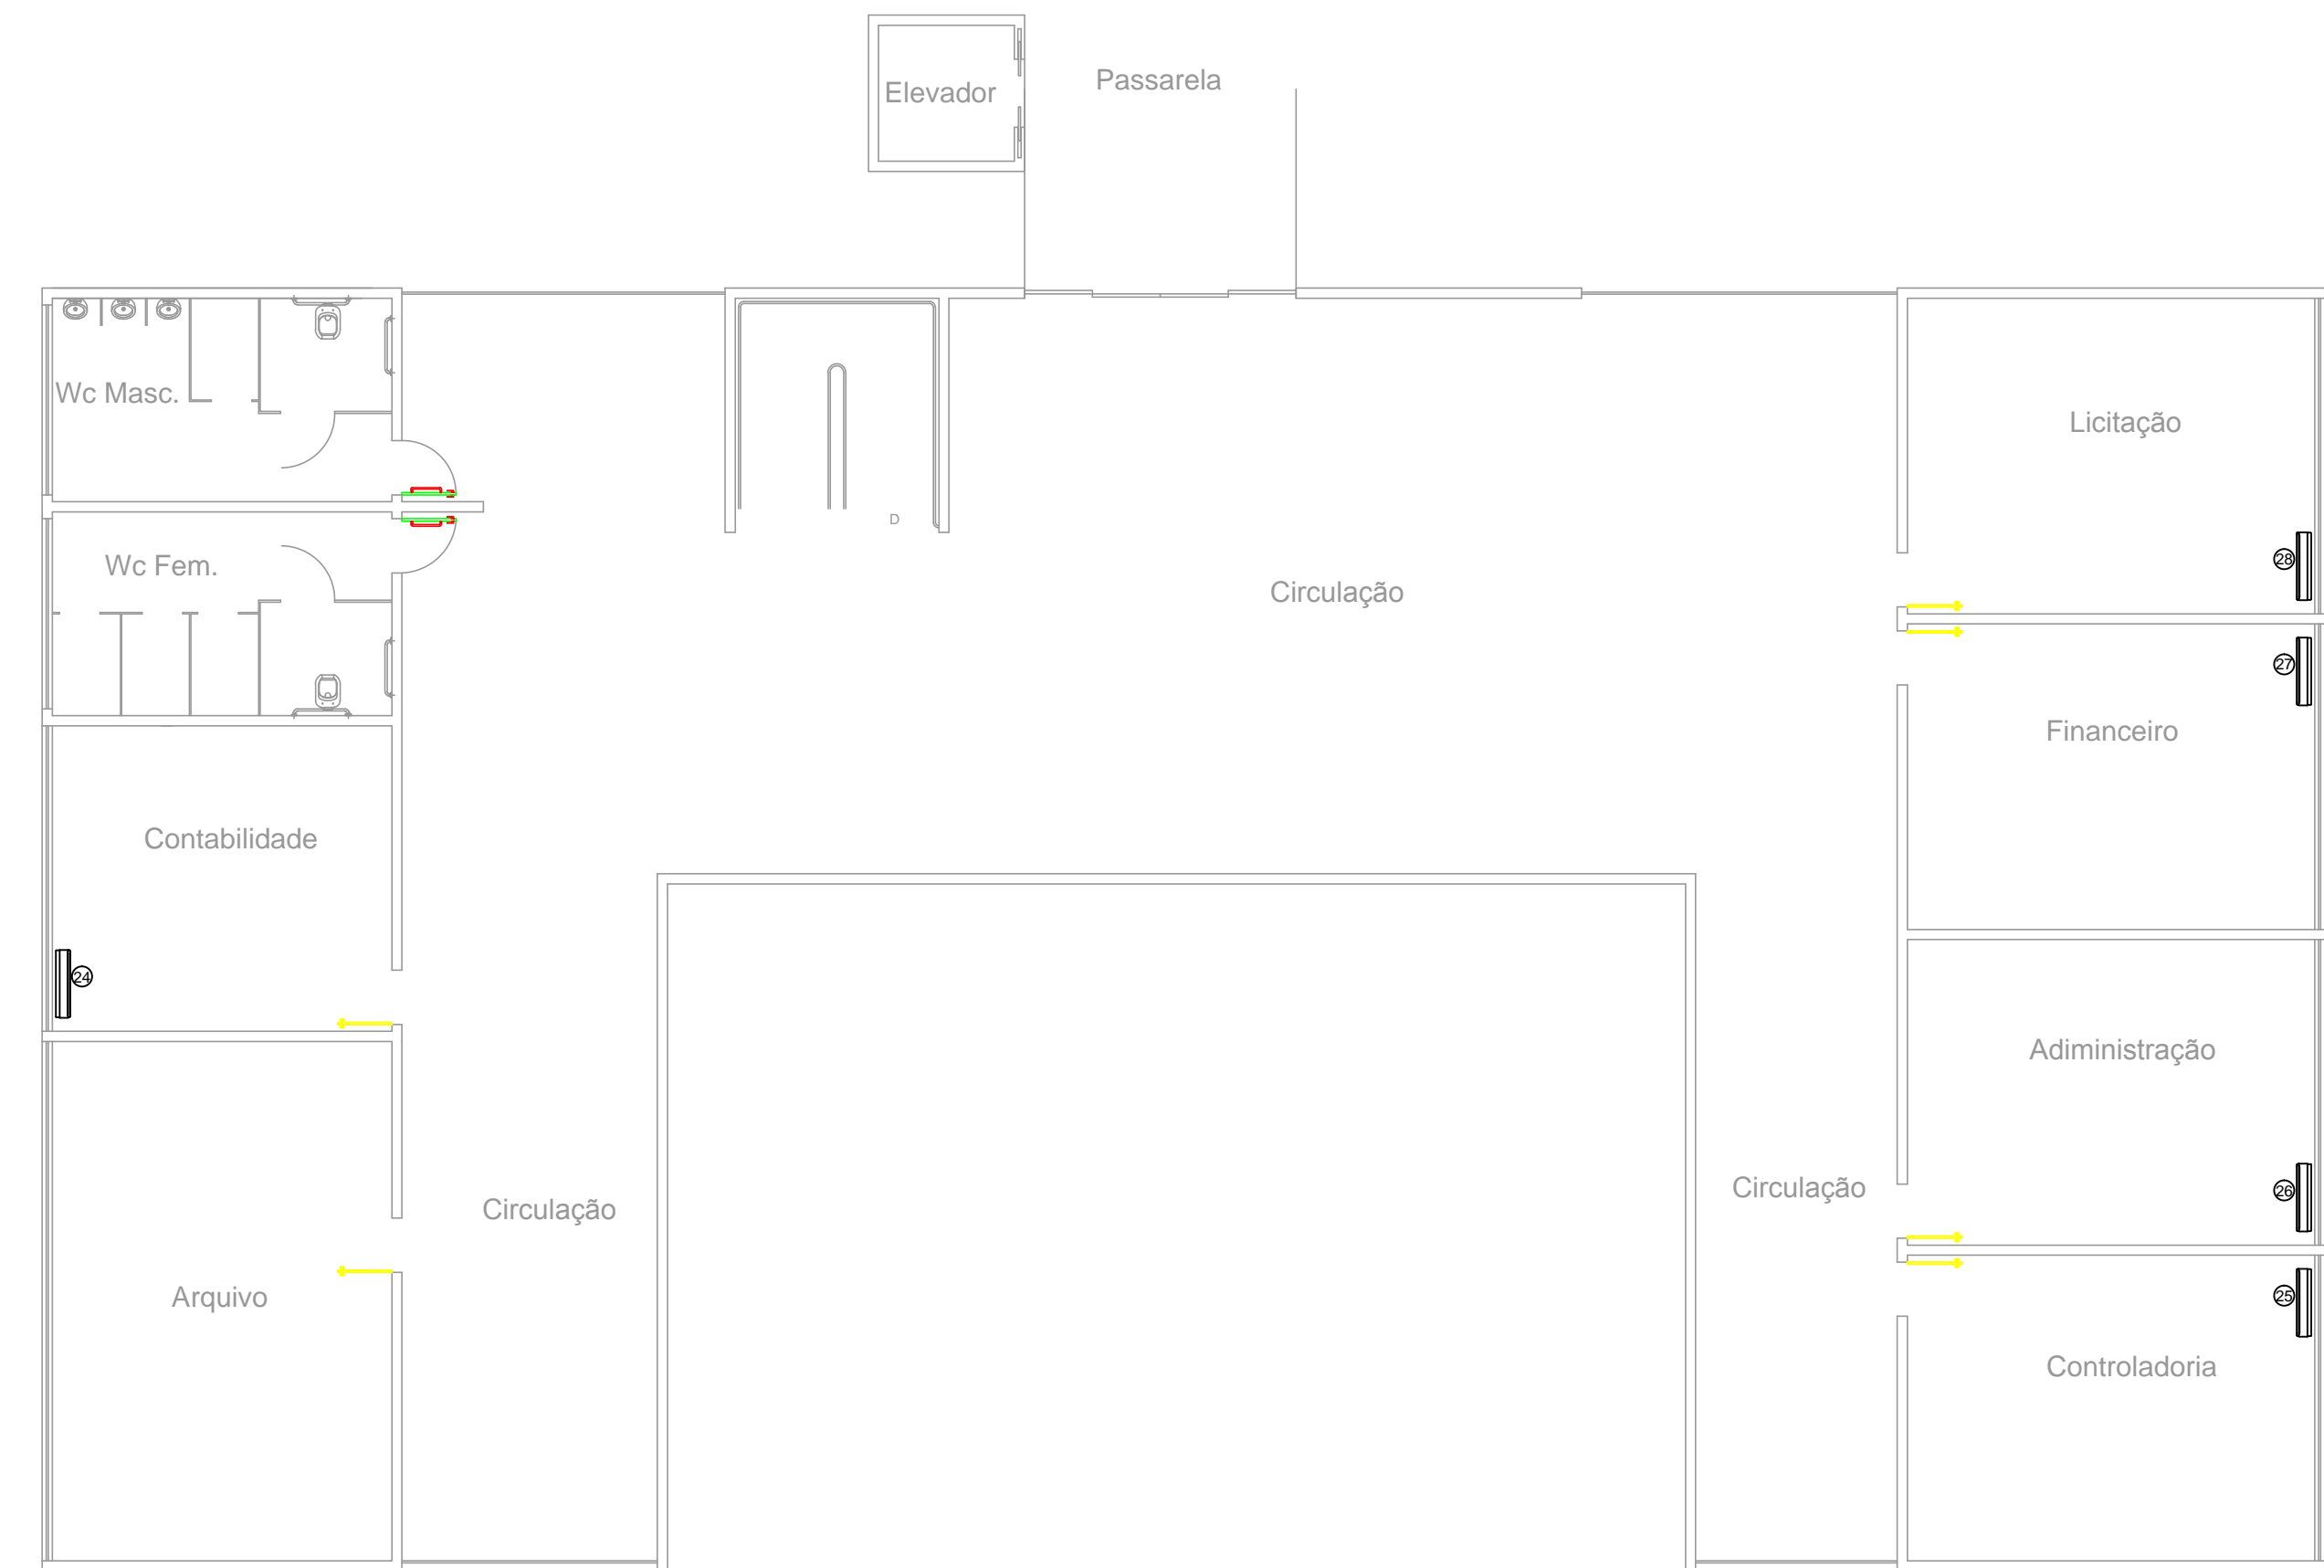 Passarela
Elevador
Wc Masc.
Licitação
D
Wc Fem.
28
Circulação
27
Financeiro
Contabilidade
24
Adiministração
Circulação
26
Circulação
Arquivo
25
Controladoria